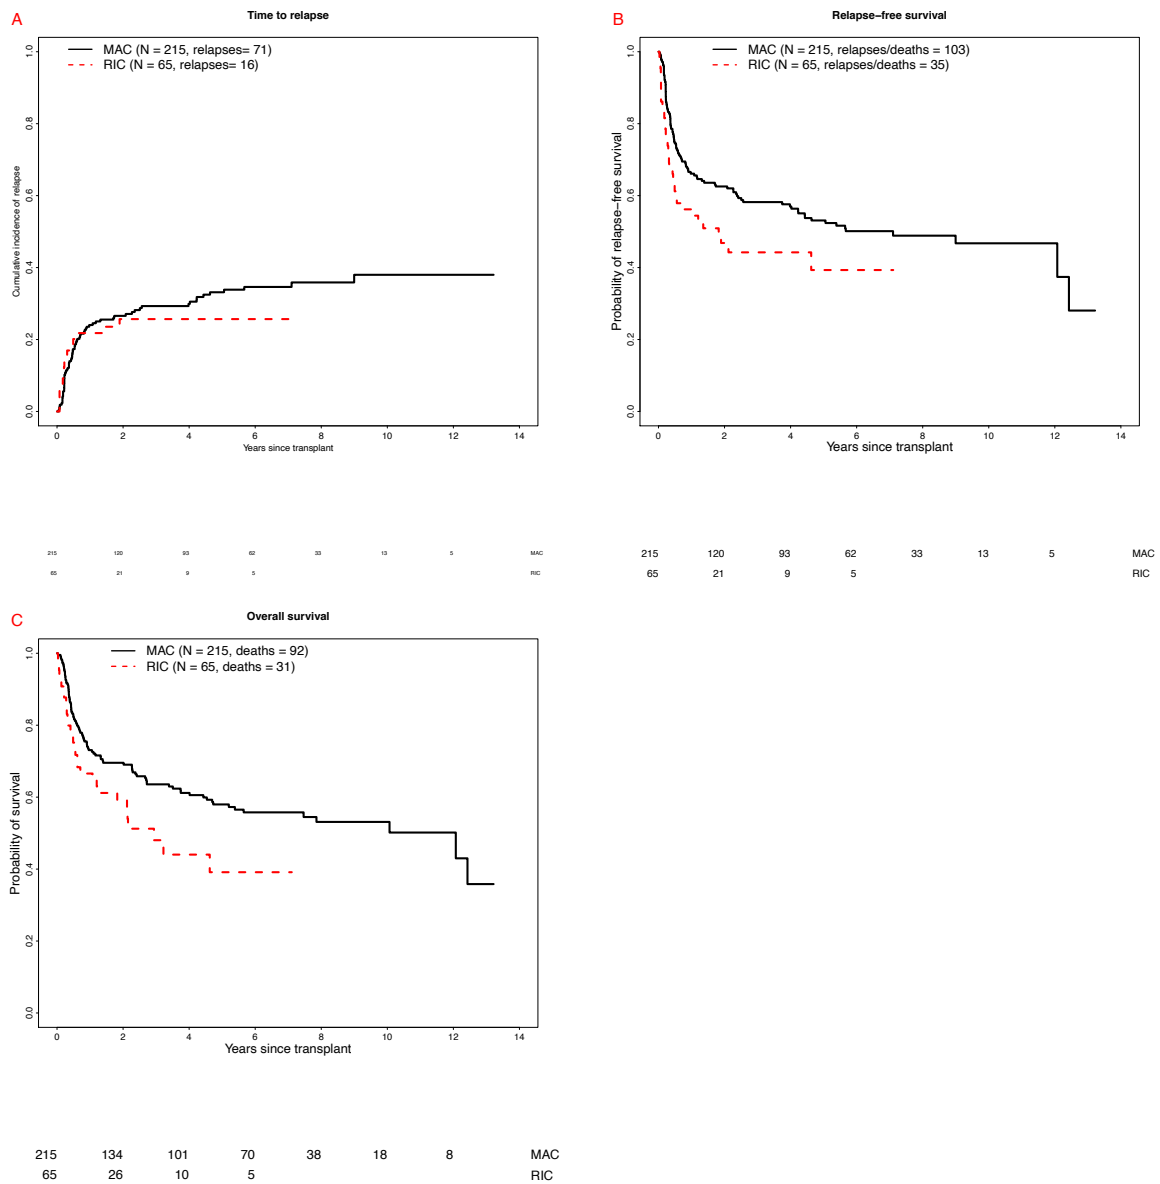 A
Time to relapse
MAC (N = 215, relapses= 71)
RIC (N = 65, relapses= 16)
Cumulative incidence of relapse
1.0
0.8
0.6
0.4
0.2
0.0
0 2 4 6 8 10 12 14
Years since transplant
215 120 93 62 33 13 5 MAC
65 21 9 5 RIC
B
Relapse−free survival
MAC (N = 215, relapses/deaths = 103)
RIC (N = 65, relapses/deaths = 35)
Probability of relapse−free survival
1.0
0.8
0.6
0.4
0.2
0.0
0 2 4 6 8 10 12 14
Years since transplant
215 120 93 62 33 13 5 MAC
65 21 9 5 RIC
C
Overall survival
MAC (N = 215, deaths = 92)
RIC (N = 65, deaths = 31)
Probability of survival
1.0
0.8
0.6
0.4
0.2
0.0
0 2 4 6 8 10 12 14
Years since transplant
215 134 101 70 38 18 8 MAC
65 26 10 5 RIC